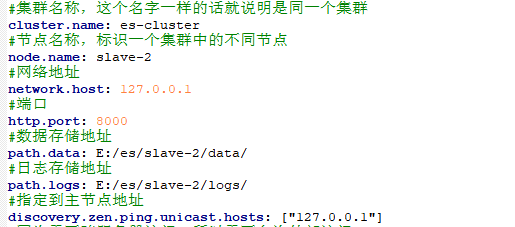 #集群名称，这个名字一样的话就说明是同一个集群
cluster.name: es-cluster
#节点名称，标识一个集群中的不同节点
node.name: slave-2
#网络地址
network.host: 127.0.0.1
#端口
http.port: 8000
#数据存储地址
path.data: E:/es/slave-2/data/
#日志存储地址
path.logs: E:/es/slave-2/logs/
#指定到主节点地址
discovery.zen.ping.unicast.hosts: ["127.0.0.1"]